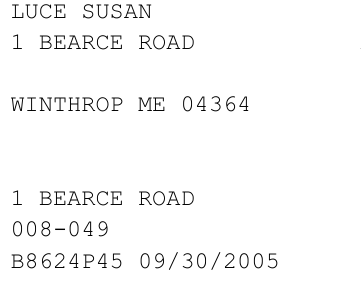 LUCE SUSAN
1 BEARCE ROAD
WINTHROP ME 04364
1 BEARCE ROAD
008-049
B8624P45 09/30/2005